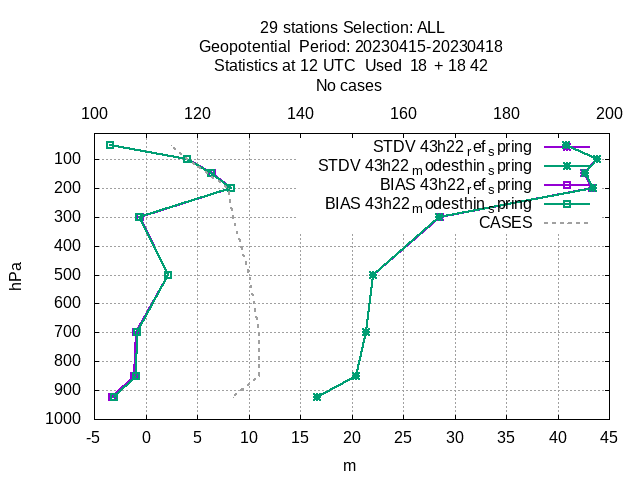 29 stations Selection: ALL
Geopotential  Period: 20230415-20230418
Statistics at 12 UTC  Used  18  + 18 42
No cases
100 120 140 160 180 200
STDV 43h22_ref_spring
STDV 43h22_modesthin_spring
BIAS 43h22_ref_spring
BIAS 43h22_modesthin_spring
CASES
100
200
300
400
500
600
700
800
900
1000
hPa
-5 0 5 10 15 20 25 30 35 40 45
m